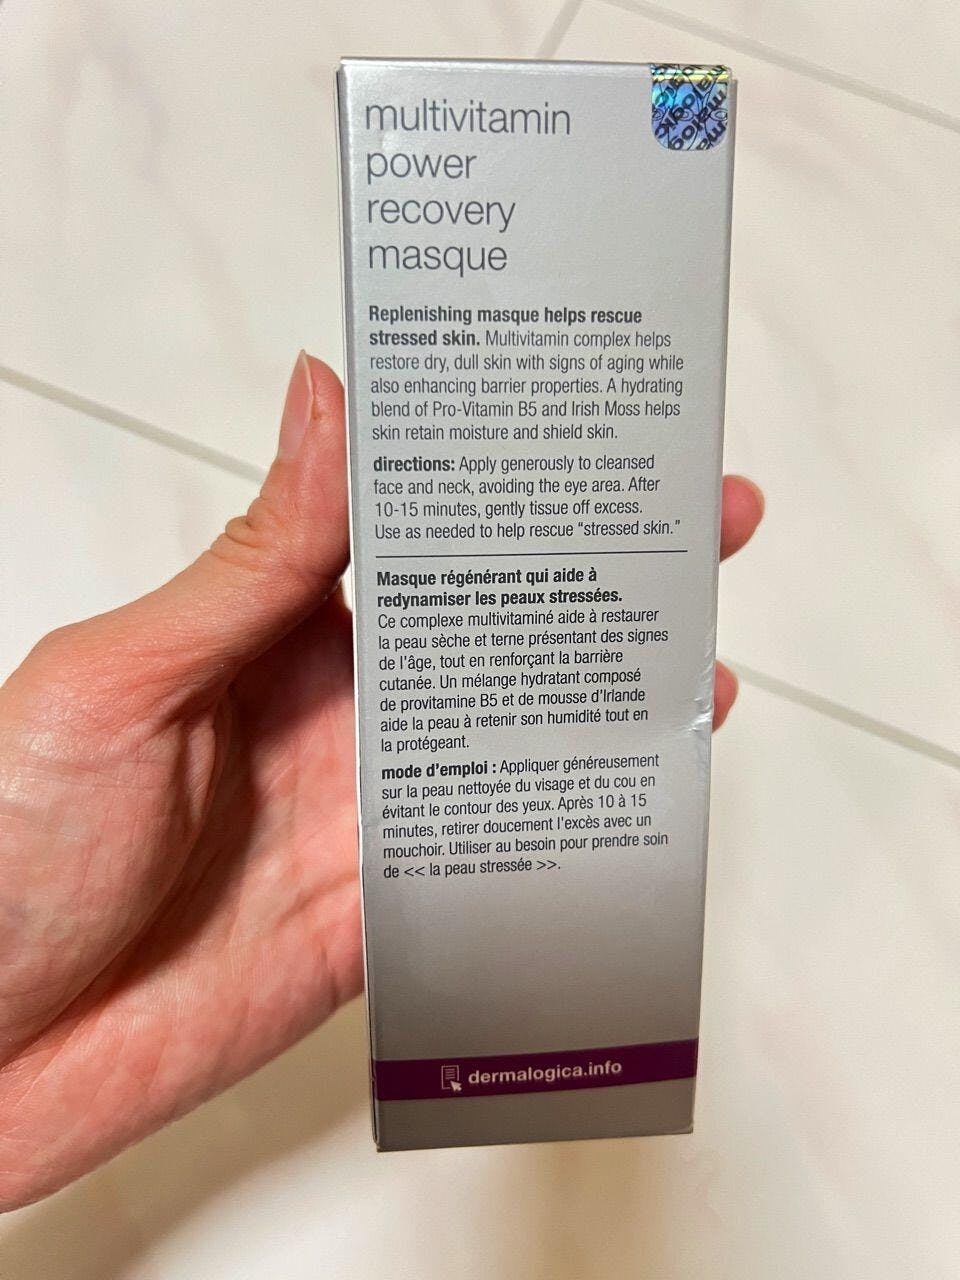 multivitamin
power
recovery
masque
Replenishing masque helps rescue
stressed skin. Multivitamin complex helps
restore dry, dull skin with signs of aging while
also enhancing barrier properties. A hydrating
blend of Pro-Vitamin B5 and Irish Moss helps
skin retain moisture and shield skin.
directions: Apply generously to cleansed
face and neck, avoiding the eye area. After
10-15 minutes, gently tissue off excess.
Use as needed to help rescue “stressed skin.”
Masque régénérant qui aide à
redynamiser les peaux stressées.
Ce complexe multivitaminé aide à restaurer
la peau sèche et terne présentant des signes
de l'âge, tout en renforçant la barrière
cutanée. Un mélange hydratant composé
de provitamine B5 et de mousse d'Irlande
aide la peau à retenir son humidité tout en
la protégeant.
mode d'emploi : Appliquer généreusement
sur la peau nettoyée du visage et du cou en
évitant le contour des yeux. Après 10 à 15
minutes, retirer doucement l'excès avec un
mouchoir. Utiliser au besoin pour prendre soin
de << la peau stressée >>.
dermalogica.info